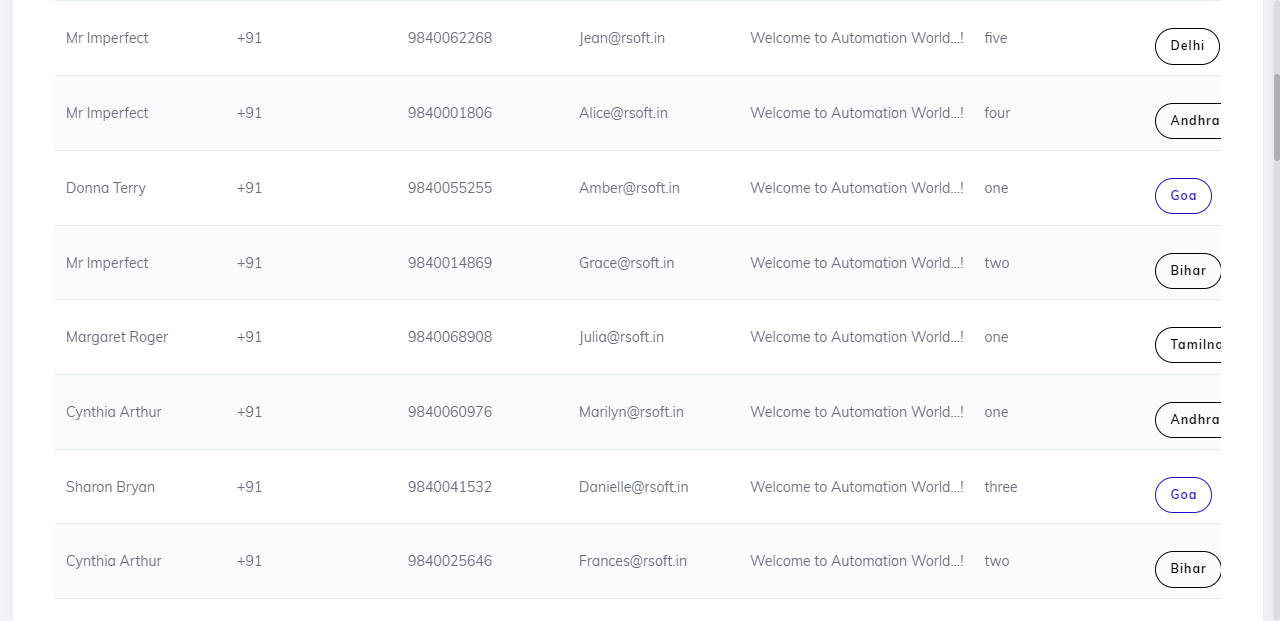 Mr Imperfect +91 9840062268 Jean@rsoft.in Welcome to Automation World...! five Delhi
Mr Imperfect +91 9840001806 Alice@rsoft.in Welcome to Automation World...! four Andhra
Donna Terry +91 9840055255 Amber@rsoft.in Welcome to Automation World...! one Goa
Mr Imperfect +91 9840014869 Grace@rsoft.in Welcome to Automation World...! two Bihar
Margaret Roger +91 9840068908 Julia@rsoft.in Welcome to Automation World...! one
Cynthia Arthur +91 9840060976 Marilyn@rsoft.in Welcome to Automation World...! one Andhra
Sharon Bryan +91 9840041532 Danielle@rsoft.in Welcome to Automation World...! three Goa
Cynthia Arthur +91 9840025646 Frances@rsoft.in Welcome to Automation World...! two Bihar